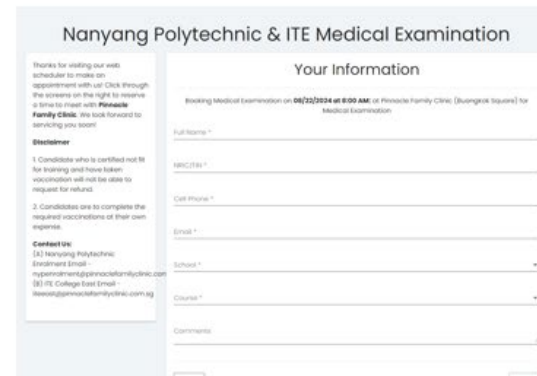 Nanyang Polytechnic & ITE Medical Examination
Thanks for visiting our web
scheduler to make an
appointment with us! Click through
the screens on the right to reserve
a time to meet with Pinnacle
Family Clinic. We look forward to
servicing you soon!
Disclaimer
1. Candidate who is certified not fit
for training and have taken
vaccination will not be able to
request for refund.
2. Candidates are to complete the
required vaccinations at their own
expense.
Contact Us:
(A) Nanyang Polytechnic
Enrolment Email -
nypenrolment@pinnaclefamilyclinic.com
(B) ITE College East Email -
iteeast@pinnaclefamilyclinic.com.sg
Your Information
Booking Medical Examination on 08/22/2024 at 8:00 AM; at Pinnacle Family Clinic (Buangkok Square) for
Medical Examination
Full Name *
NRIC/FIN *
Cell Phone *
Email *
School *
Course *
Comments